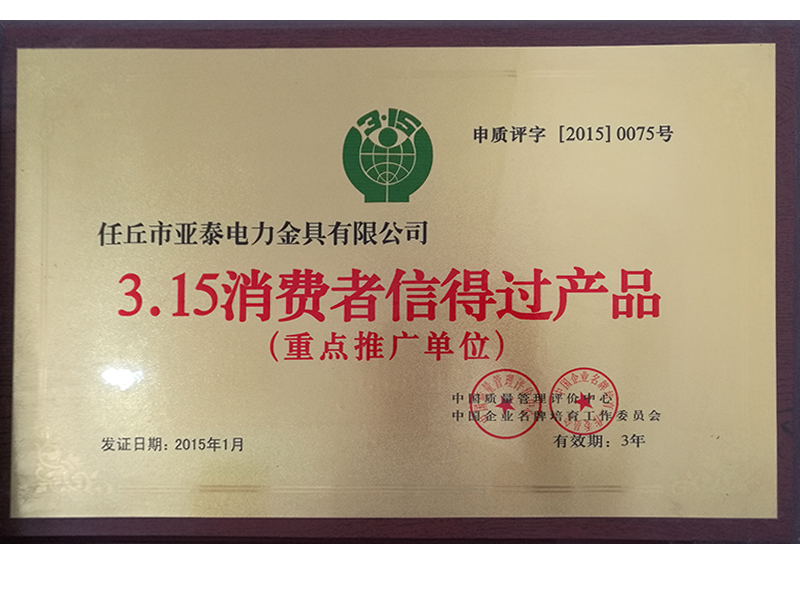 3·15
申质评字 [2015] 0075号
任丘市亚泰电力金具有限公司
3.15消费者信得过产品
（重点推广单位）
中国质量管理评价中心
中国企业名牌培育工作委员会
发证日期：2015年1月
有效期：3年